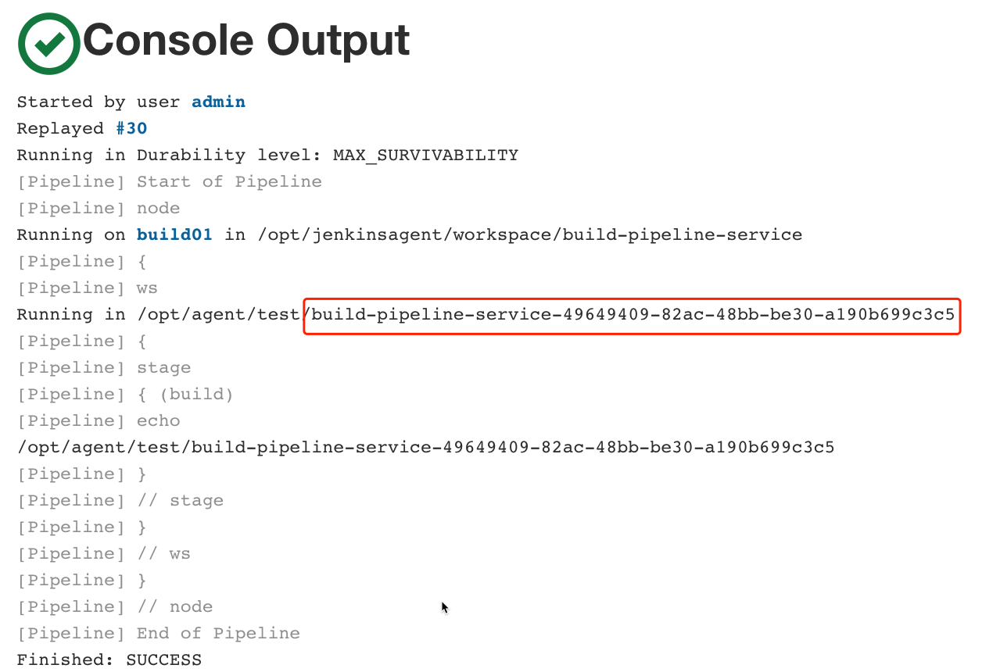 Console Output
Started by user admin
Replayed #30
Running in Durability level: MAX_SURVIVABILITY
[Pipeline] Start of Pipeline
[Pipeline] node
Running on build01 in /opt/jenkinsagent/workspace/build-pipeline-service
[Pipeline] {
[Pipeline] ws
Running in /opt/agent/test/build-pipeline-service-49649409-82ac-48bb-be30-a190b699c3c5
[Pipeline] {
[Pipeline] stage
[Pipeline] { (build)
[Pipeline] echo
/opt/agent/test/build-pipeline-service-49649409-82ac-48bb-be30-a190b699c3c5
[Pipeline] }
[Pipeline] // stage
[Pipeline] }
[Pipeline] // ws
[Pipeline] }
[Pipeline] // node
[Pipeline] End of Pipeline
Finished: SUCCESS